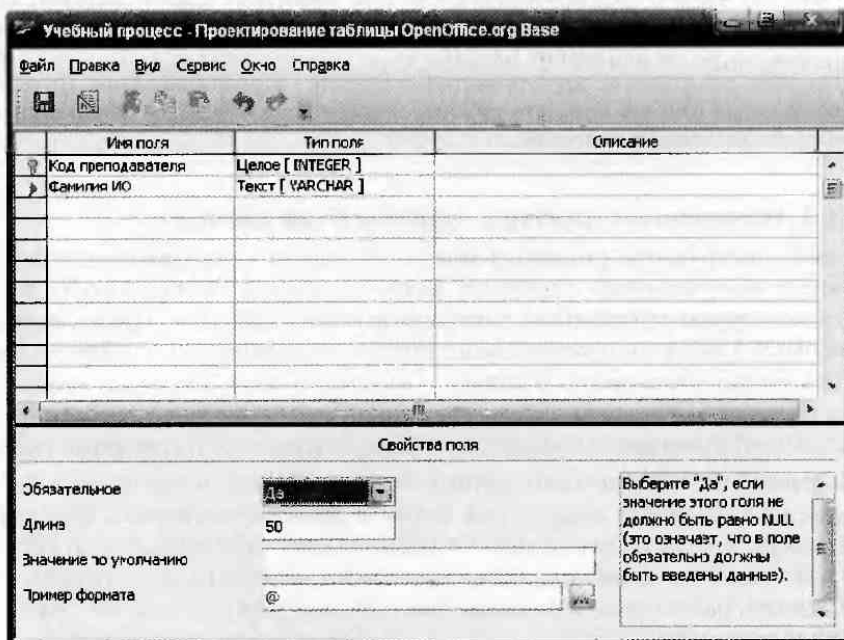 Учебный процесс - Проектирование таблицы OpenOffice.org Base
Файл Правка Вид Сервис Окно Справка
Имя поля Тип поля Описание
Код преподавателя Целое [ INTEGER ]
Фамилия ИО Текст [ VARCHAR ]
Свойства поля
Обязательное Да
Длина 50
Значение по умолчанию
Пример формата @
Выберите "Да", если
значение этого поля не
должно быть равно NULL
(это означает, что в поле
обязательно должны
быть введены данные).